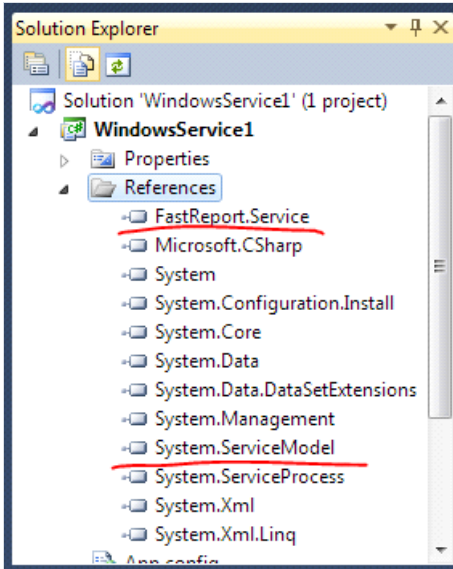 Solution Explorer
Solution 'WindowsService1' (1 project)
WindowsService1
Properties
References
FastReport.Service
Microsoft.CSharp
System
System.Configuration.Install
System.Core
System.Data
System.Data.DataSetExtensions
System.Management
System.ServiceModel
System.ServiceProcess
System.Xml
System.Xml.Linq
App.config